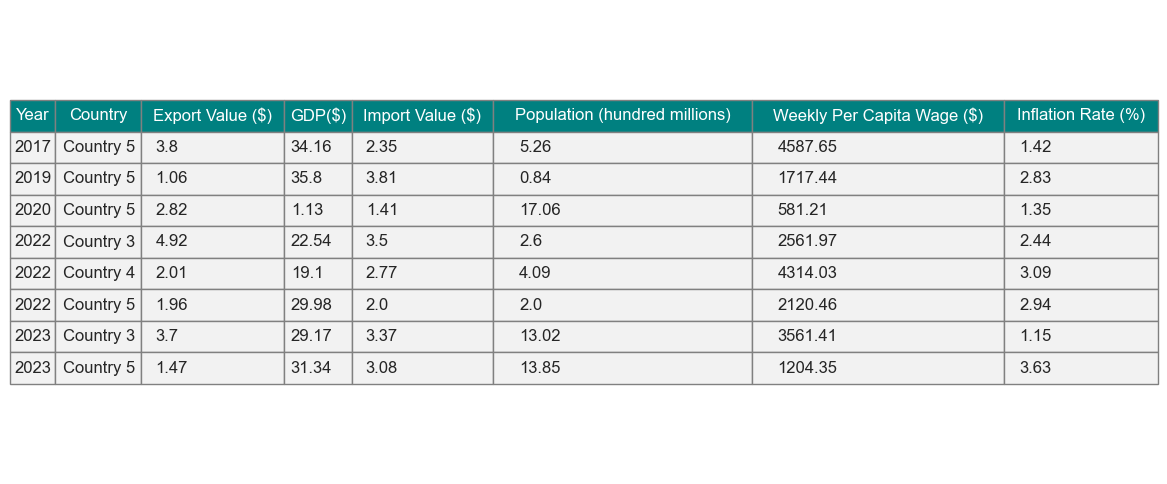 Year Country Export Value ($) GDP($) Import Value ($) Population (hundred millions) Weekly Per Capita Wage ($) Inflation Rate (%)
2017 Country 5 3.8 34.16 2.35 5.26 4587.65 1.42
2019 Country 5 1.06 35.8 3.81 0.84 1717.44 2.83
2020 Country 5 2.82 1.13 1.41 17.06 581.21 1.35
2022 Country 3 4.92 22.54 3.5 2.6 2561.97 2.44
2022 Country 4 2.01 19.1 2.77 4.09 4314.03 3.09
2022 Country 5 1.96 29.98 2.0 2.0 2120.46 2.94
2023 Country 3 3.7 29.17 3.37 13.02 3561.41 1.15
2023 Country 5 1.47 31.34 3.08 13.85 1204.35 3.63